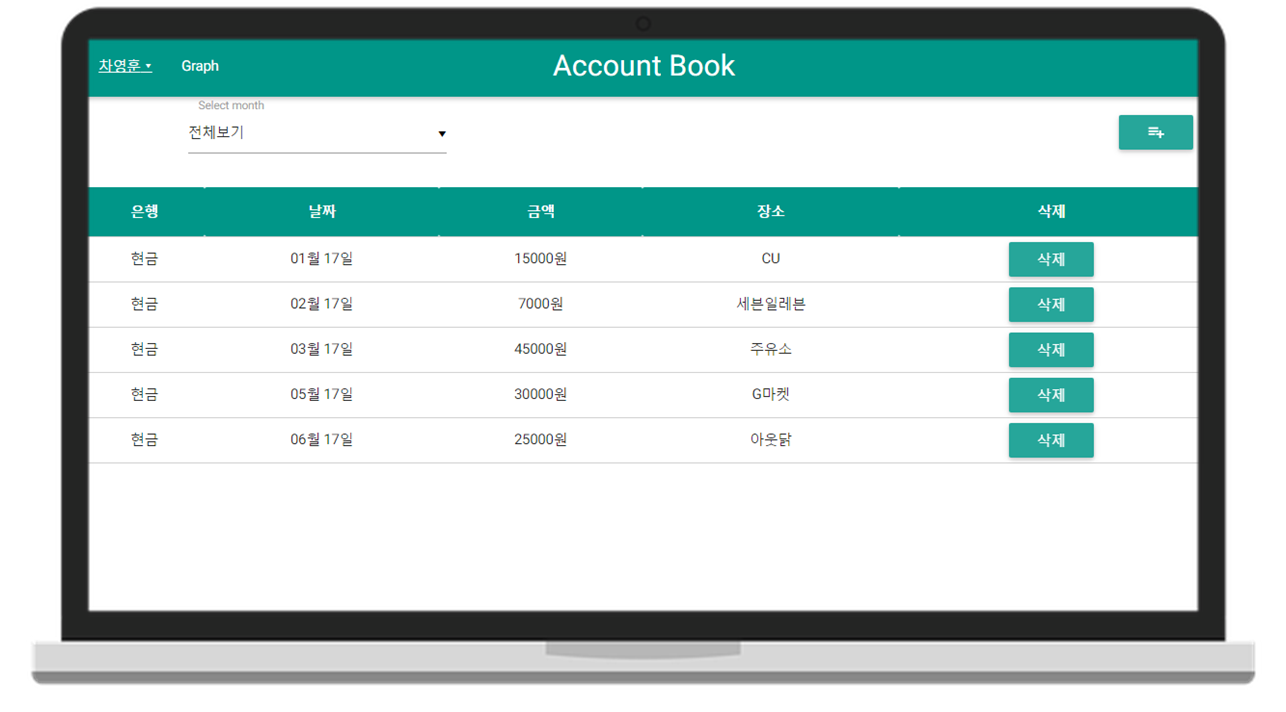 차영훈 Graph Account Book
Select month
전체보기
은행 날짜 금액 장소 삭제
현금 01월 17일 15000원 CU 삭제
현금 02월 17일 7000원 세븐일레븐 삭제
현금 03월 17일 45000원 주유소 삭제
현금 05월 17일 30000원 G마켓 삭제
현금 06월 17일 25000원 아웃닭 삭제